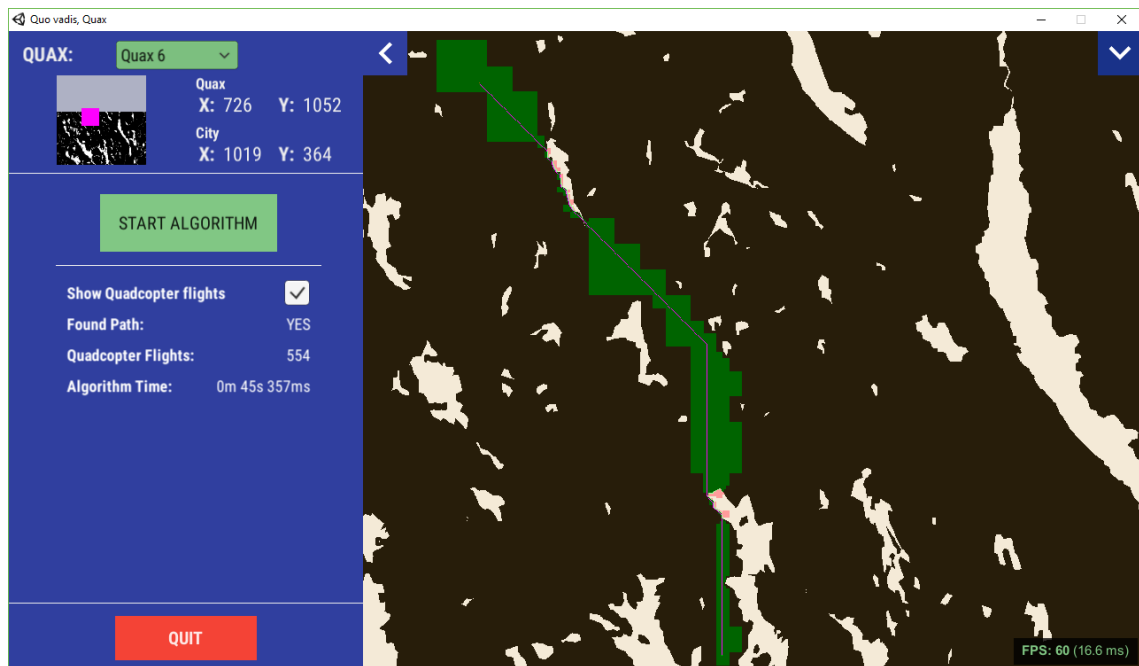 Quo vadis, Quax
QUAX: Quax 6
Quax
X: 726 Y: 1052
City
X: 1019 Y: 364
START ALGORITHM
Show Quadcopter flights
Found Path: YES
Quadcopter Flights: 554
Algorithm Time: 0m 45s 357ms
QUIT
FPS: 60 (16.6 ms)